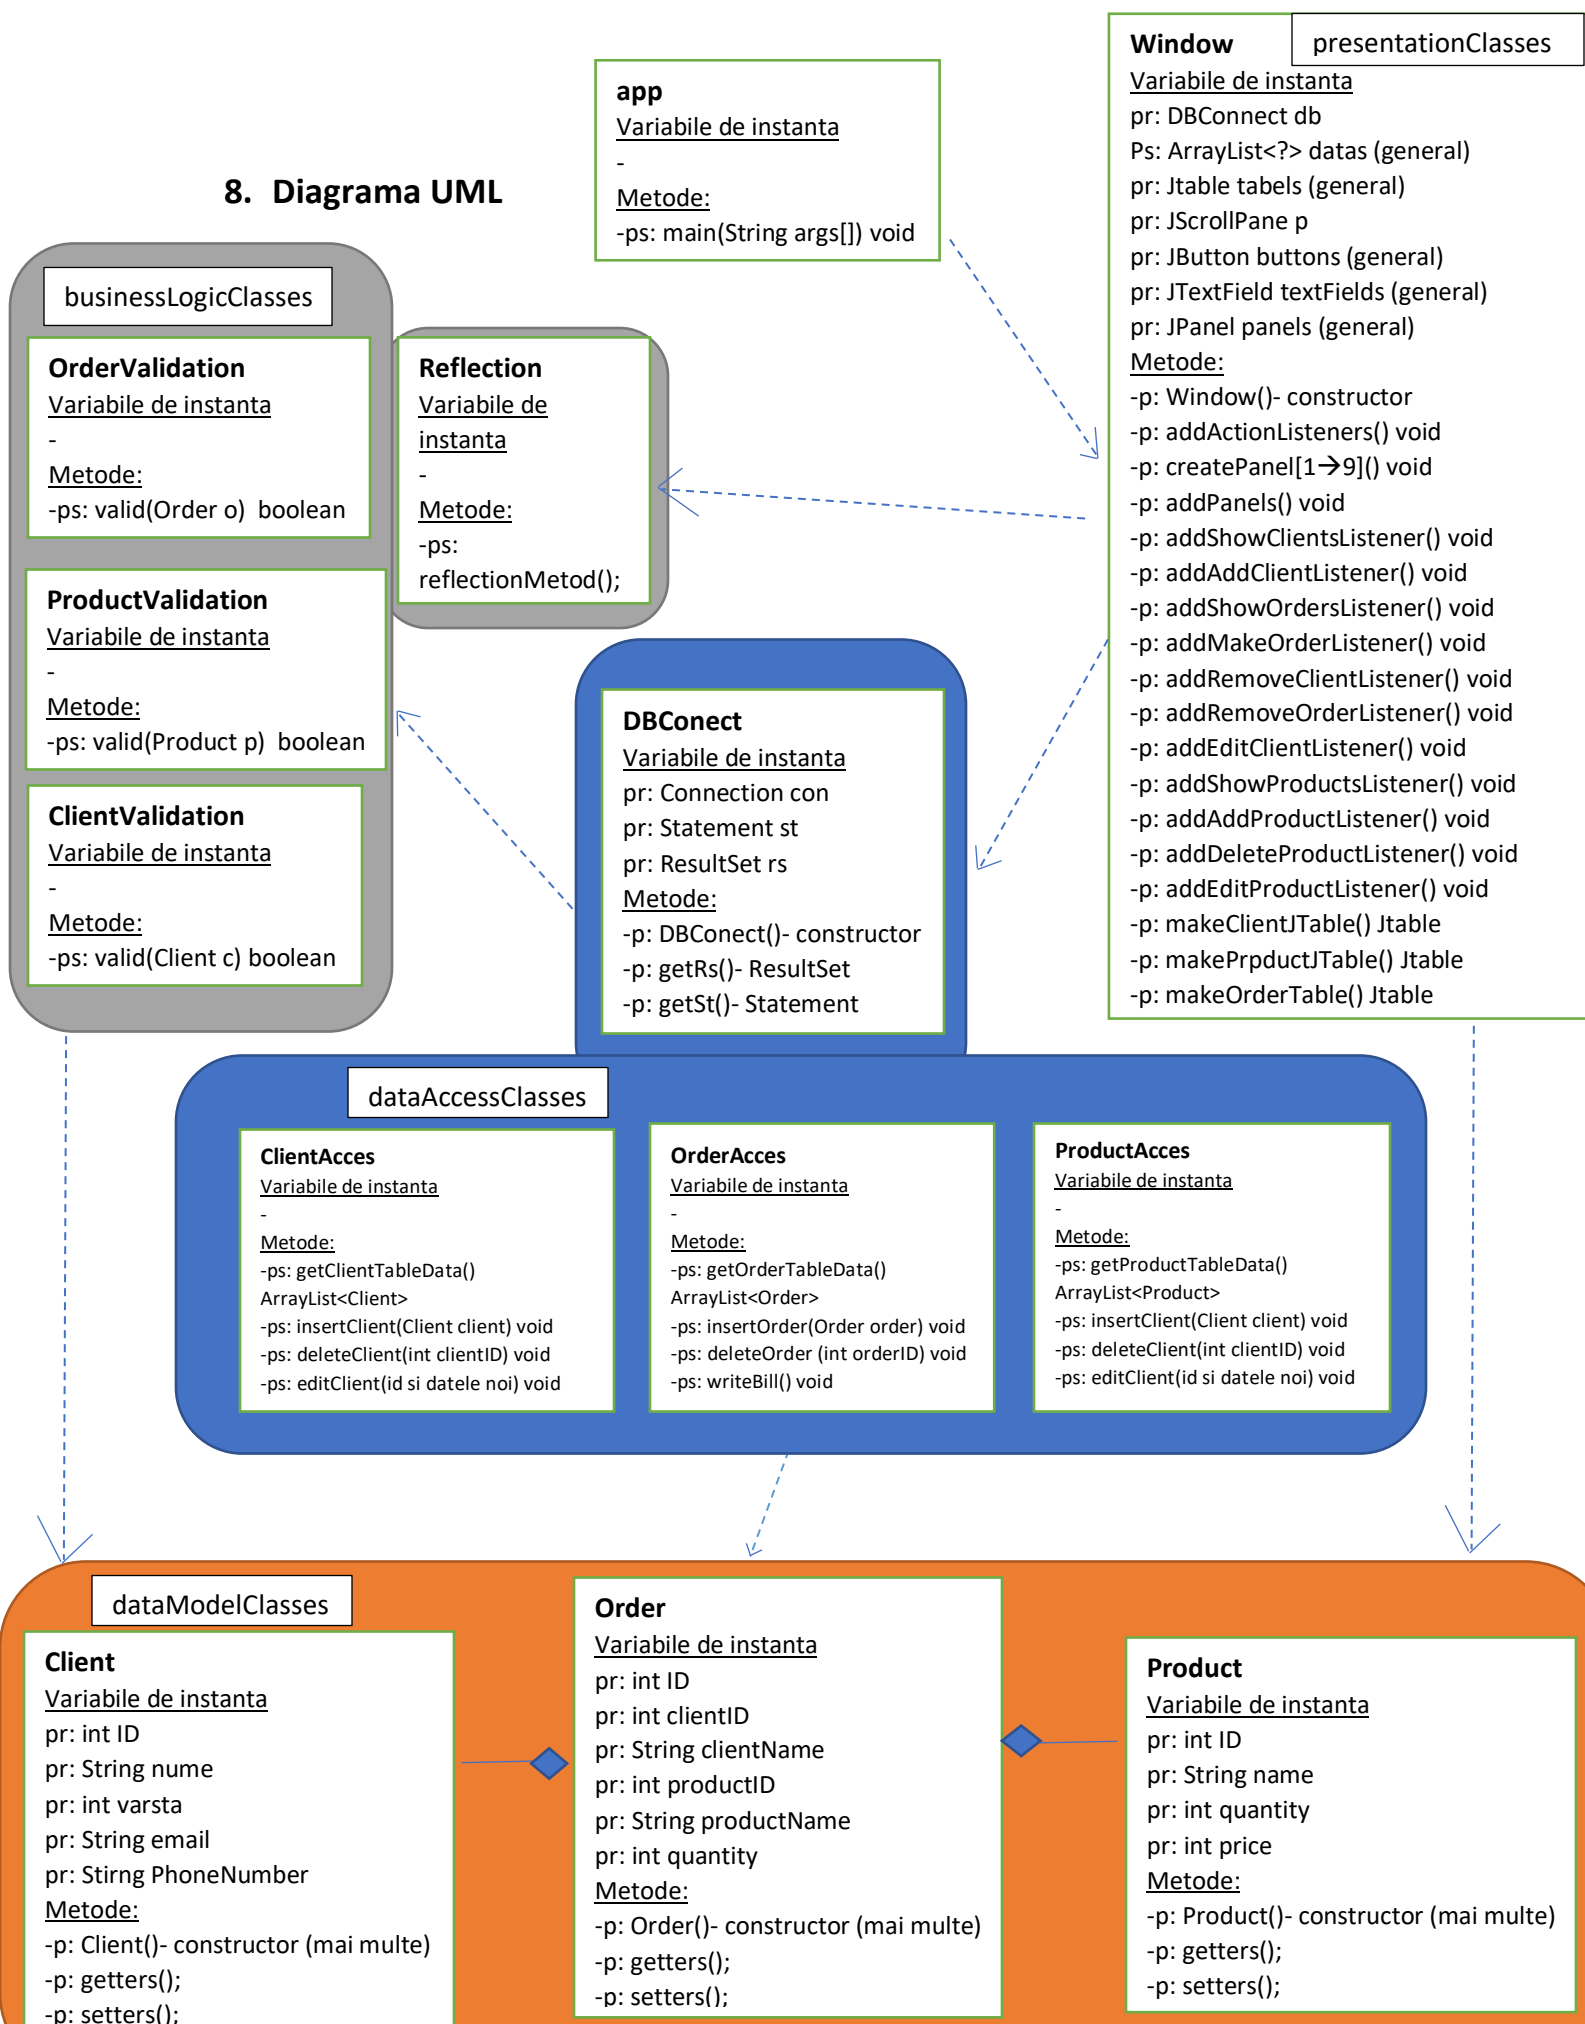 8. Diagrama UML
app
Variabile de instanta
-
Metode:
-ps: main(String args[]) void
presentationClasses
Window
Variabile de instanta
pr: DBConnect db
Ps: ArrayList<?> datas (general)
pr: Jtable tabels (general)
pr: JScrollPane p
pr: JButton buttons (general)
pr: JTextField textFields (general)
pr: JPanel panels (general)
Metode:
-p: Window()- constructor
-p: addActionListeners() void
-p: createPanel[1→9]() void
-p: addPanels() void
-p: addShowClientsListener() void
-p: addAddClientListener() void
-p: addShowOrdersListener() void
-p: addMakeOrderListener() void
-p: addRemoveClientListener() void
-p: addRemoveOrderListener() void
-p: addEditClientListener() void
-p: addShowProductsListener() void
-p: addAddProductListener() void
-p: addDeleteProductListener() void
-p: addEditProductListener() void
-p: makeClientJTable() Jtable
-p: makePrpductJTable() Jtable
-p: makeOrderTable() Jtable
businessLogicClasses
OrderValidation
Variabile de instanta
-
Metode:
-ps: valid(Order o)  boolean
Reflection
Variabile de
instanta
-
Metode:
-ps:
reflectionMetod();
ProductValidation
Variabile de instanta
-
Metode:
-ps: valid(Product p)  boolean
ClientValidation
Variabile de instanta
-
Metode:
-ps: valid(Client c) boolean
DBConect
Variabile de instanta
pr: Connection con
pr: Statement st
pr: ResultSet rs
Metode:
-p: DBConect()- constructor
-p: getRs()- ResultSet
-p: getSt()- Statement
dataAccessClasses
ClientAcces
Variabile de instanta
-
Metode:
-ps: getClientTableData()
ArrayList<Client>
-ps: insertClient(Client client) void
-ps: deleteClient(int clientID) void
-ps: editClient(id si datele noi) void
OrderAcces
Variabile de instanta
-
Metode:
-ps: getOrderTableData()
ArrayList<Order>
-ps: insertOrder(Order order) void
-ps: deleteOrder (int orderID) void
-ps: writeBill() void
ProductAcces
Variabile de instanta
-
Metode:
-ps: getProductTableData()
ArrayList<Product>
-ps: insertClient(Client client) void
-ps: deleteClient(int clientID) void
-ps: editClient(id si datele noi) void
dataModelClasses
Client
Variabile de instanta
pr: int ID
pr: String nume
pr: int varsta
pr: String email
pr: Stirng PhoneNumber
Metode:
-p: Client()- constructor (mai multe)
-p: getters();
-p: setters();
Order
Variabile de instanta
pr: int ID
pr: int clientID
pr: String clientName
pr: int productID
pr: String productName
pr: int quantity
Metode:
-p: Order()- constructor (mai multe)
-p: getters();
-p: setters();
Product
Variabile de instanta
pr: int ID
pr: String name
pr: int quantity
pr: int price
Metode:
-p: Product()- constructor (mai multe)
-p: getters();
-p: setters();